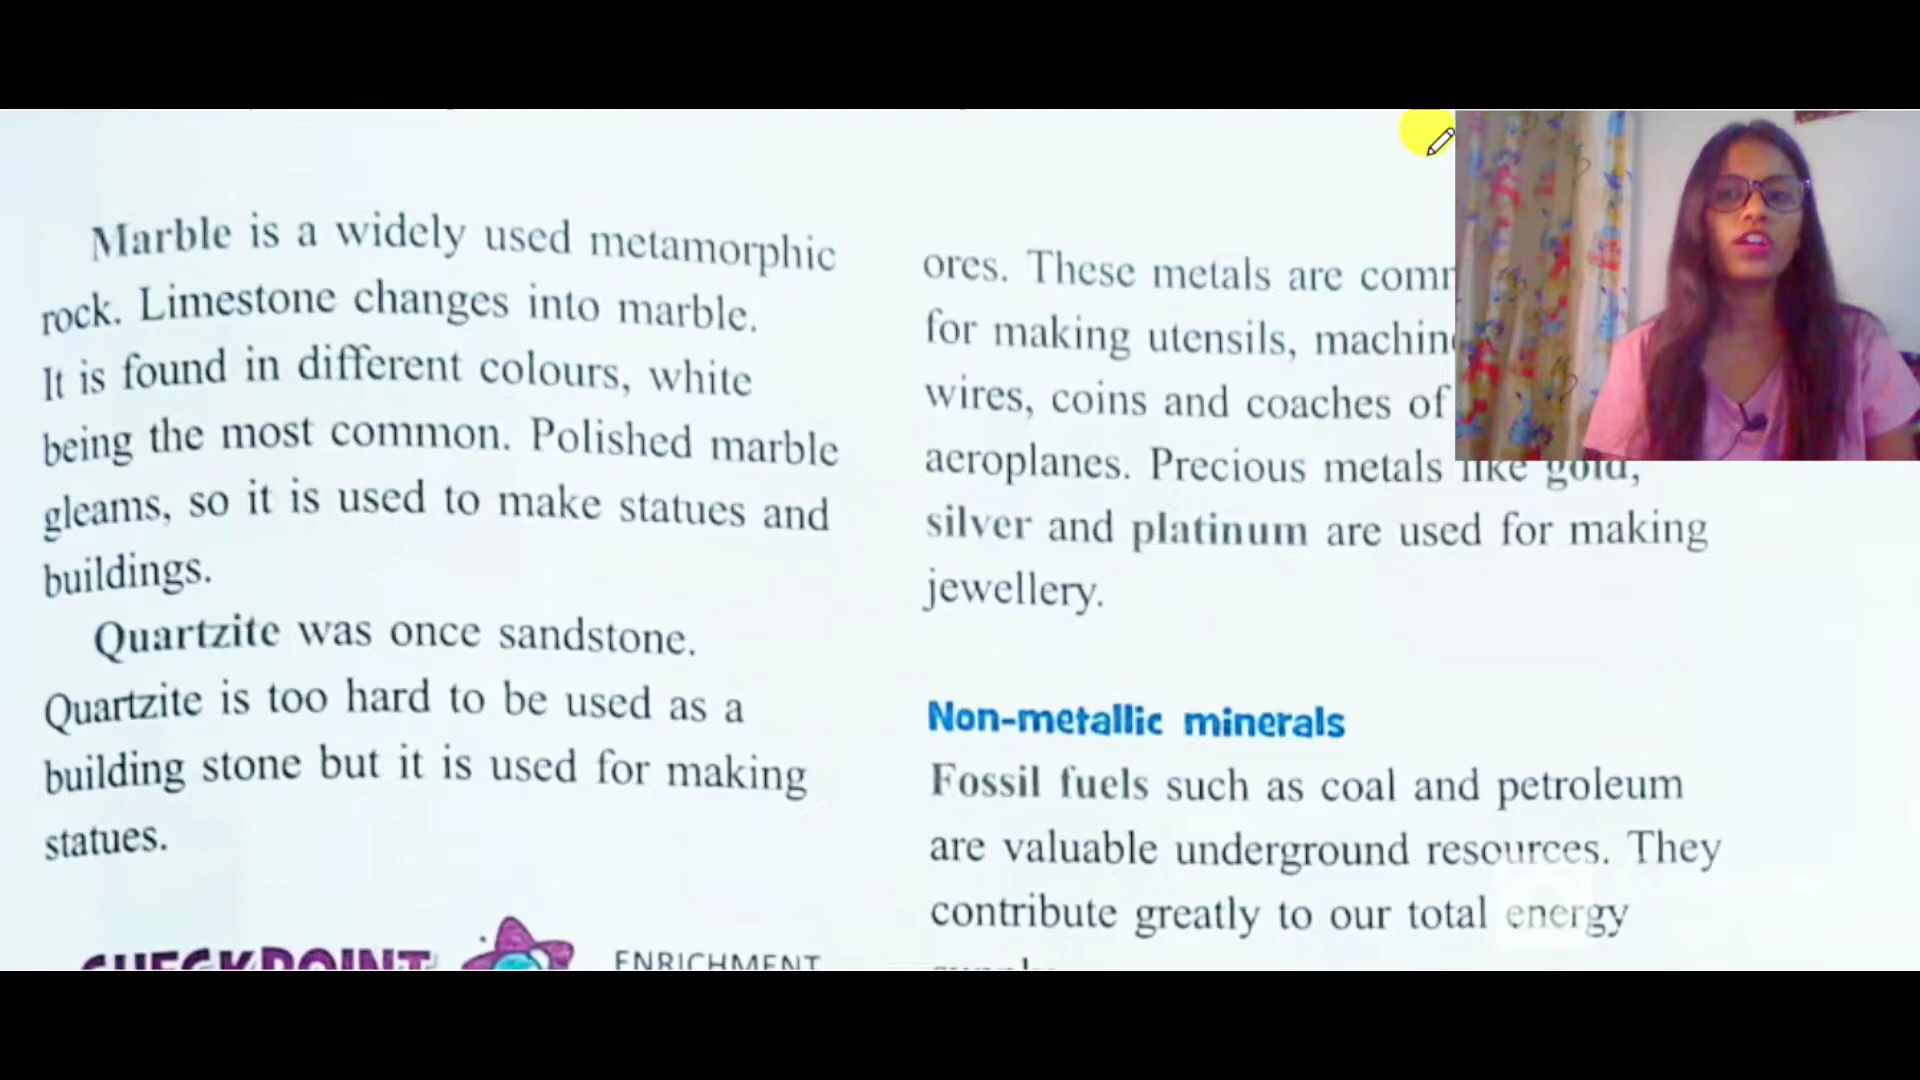 Marble is a widely used metamorphic
rock. Limestone changes into marble.
It is found in different colours, white
being the most common. Polished marble
gleams, so it is used to make statues and
buildings.
Quartzite was once sandstone.
Quartzite is too hard to be used as a
building stone but it is used for making
statues.
CHECKPOINT
ENRICHMENT
ores. These metals are
for making utensils,
wires, coins and coaches of
aeroplanes. Precious metals like gold,
silver and platinum are used for making
jewellery.
Non-metallic minerals
Fossil fuels such as coal and petroleum
are valuable underground resources. They
contribute greatly to our total energy